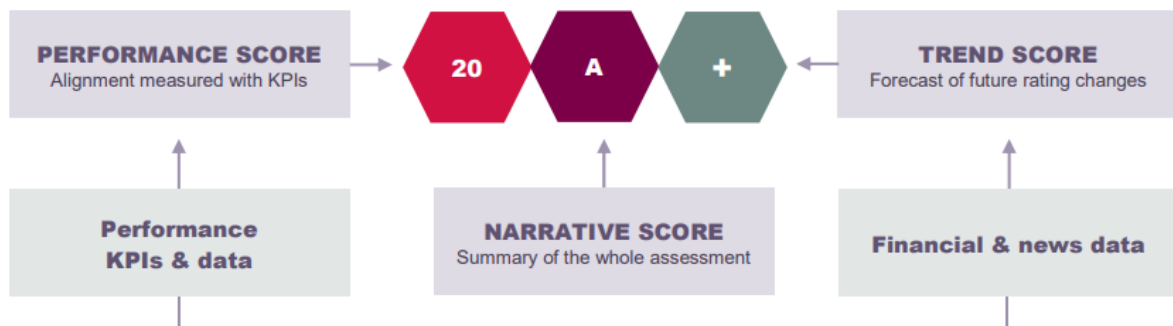 PERFORMANCE SCORE
Alignment measured with KPIs
20
A
+
TREND SCORE
Forecast of future rating changes
Performance
KPIs & data
NARRATIVE SCORE
Summary of the whole assessment
Financial & news data